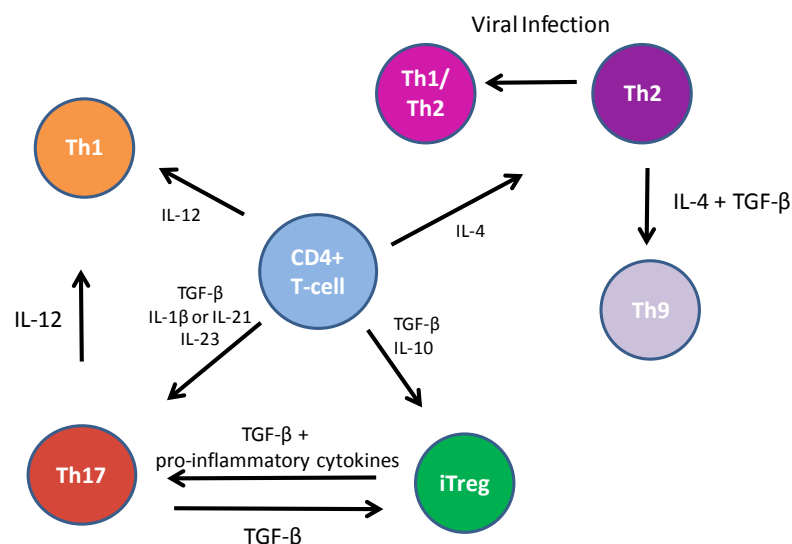 Viral Infection
Th1/
Th2
Th2
Th1
IL-12
IL-4
IL-4 + TGF-β
CD4+
T-cell
Th9
TGF-β
IL-1β or IL-21
IL-23
TGF-β
IL-10
IL-12
TGF-β +
pro-inflammatory cytokines
Th17
iTreg
TGF-β